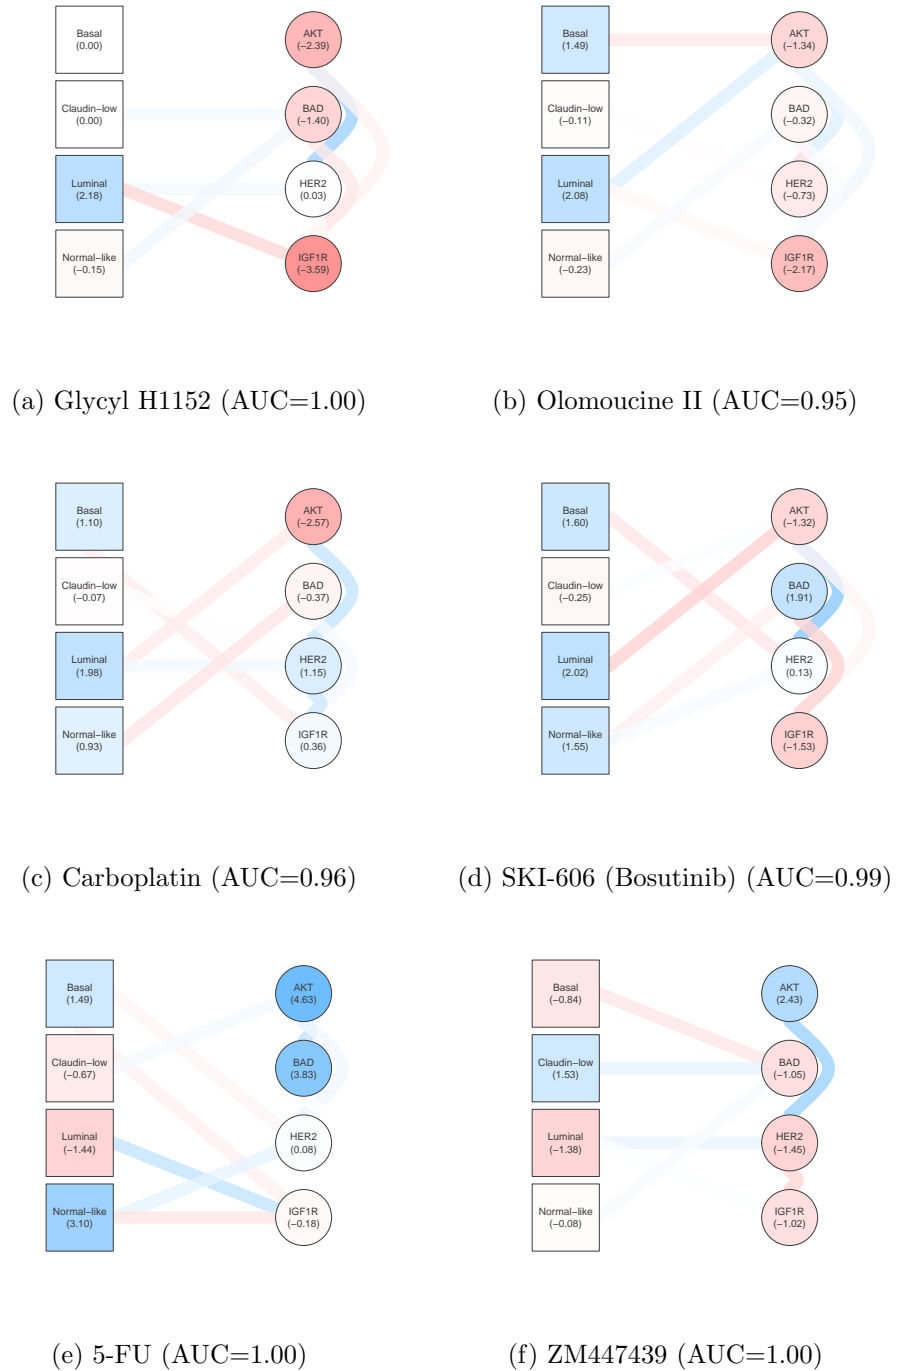 Basal
(0.00)
AKT
(−2.39)
Claudin−low
(0.00)
BAD
(−1.40)
Luminal
(2.18)
HER2
(0.03)
Normal−like
(−0.15)
IGF1R
(−3.59)
(a) Glycyl H1152 (AUC=1.00)
Basal
(1.49)
AKT
(−1.34)
Claudin−low
(−0.11)
BAD
(−0.32)
Luminal
(2.08)
HER2
(−0.73)
Normal−like
(−0.23)
IGF1R
(−2.17)
(b) Olomoucine II (AUC=0.95)
Basal
(1.10)
AKT
(−2.57)
Claudin−low
(−0.07)
BAD
(−0.37)
Luminal
(1.98)
HER2
(1.15)
Normal−like
(0.93)
IGF1R
(0.36)
(c) Carboplatin (AUC=0.96)
Basal
(1.60)
AKT
(−1.32)
Claudin−low
(−0.25)
BAD
(1.91)
Luminal
(2.02)
HER2
(0.13)
Normal−like
(1.55)
IGF1R
(−1.53)
(d) SKI-606 (Bosutinib) (AUC=0.99)
Basal
(1.49)
AKT
(4.63)
Claudin−low
(−0.67)
BAD
(3.83)
Luminal
(−1.44)
HER2
(0.08)
Normal−like
(3.10)
IGF1R
(−0.18)
(e) 5-FU (AUC=1.00)
Basal
(−0.84)
AKT
(2.43)
Claudin−low
(1.53)
BAD
(−1.05)
Luminal
(−1.38)
HER2
(−1.45)
Normal−like
(−0.08)
IGF1R
(−1.02)
(f) ZM447439 (AUC=1.00)